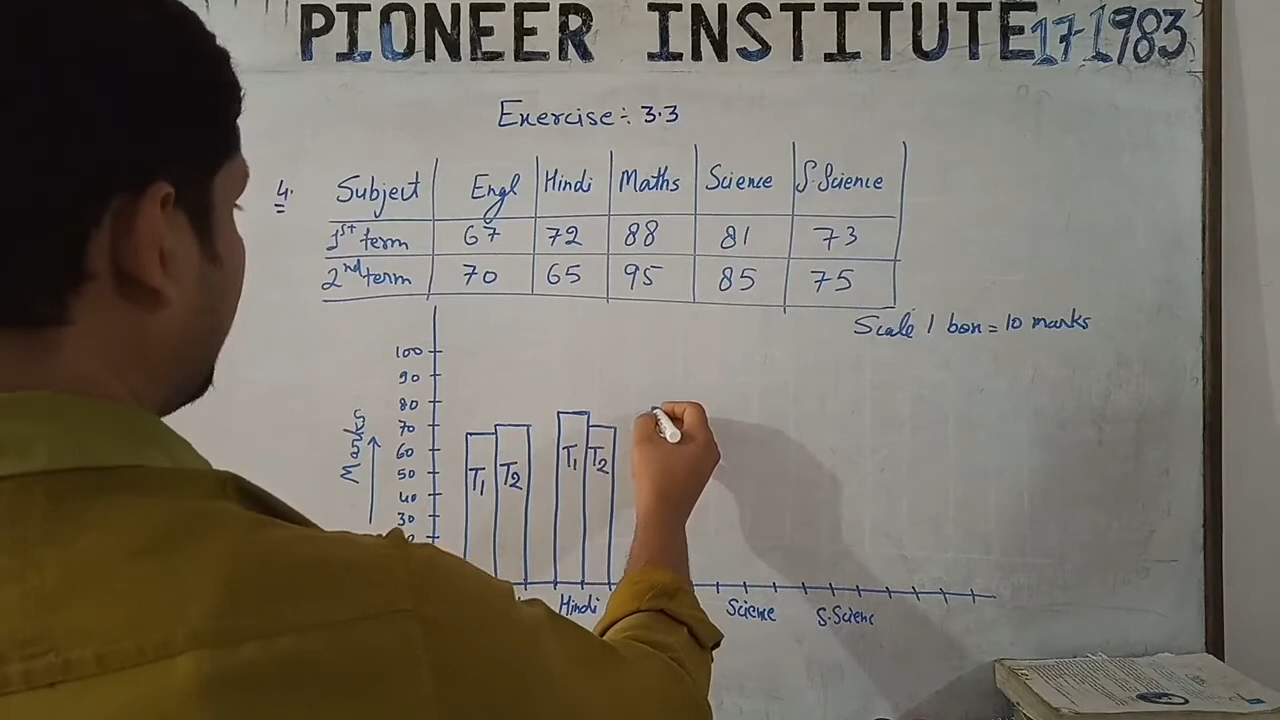 PIONEER INSTITUTE 17-1983
Exercise÷ 3.3
4.
Subject Engl Hindi Maths Science S.Science
1st term 67 72 88 81 73
2nd term 70 65 95 85 75
Scale 1 box = 10 marks
100
90
80
70
60
50
40
30
Marks
T1 T2 T1 T2
Hindi Science S.Scienc